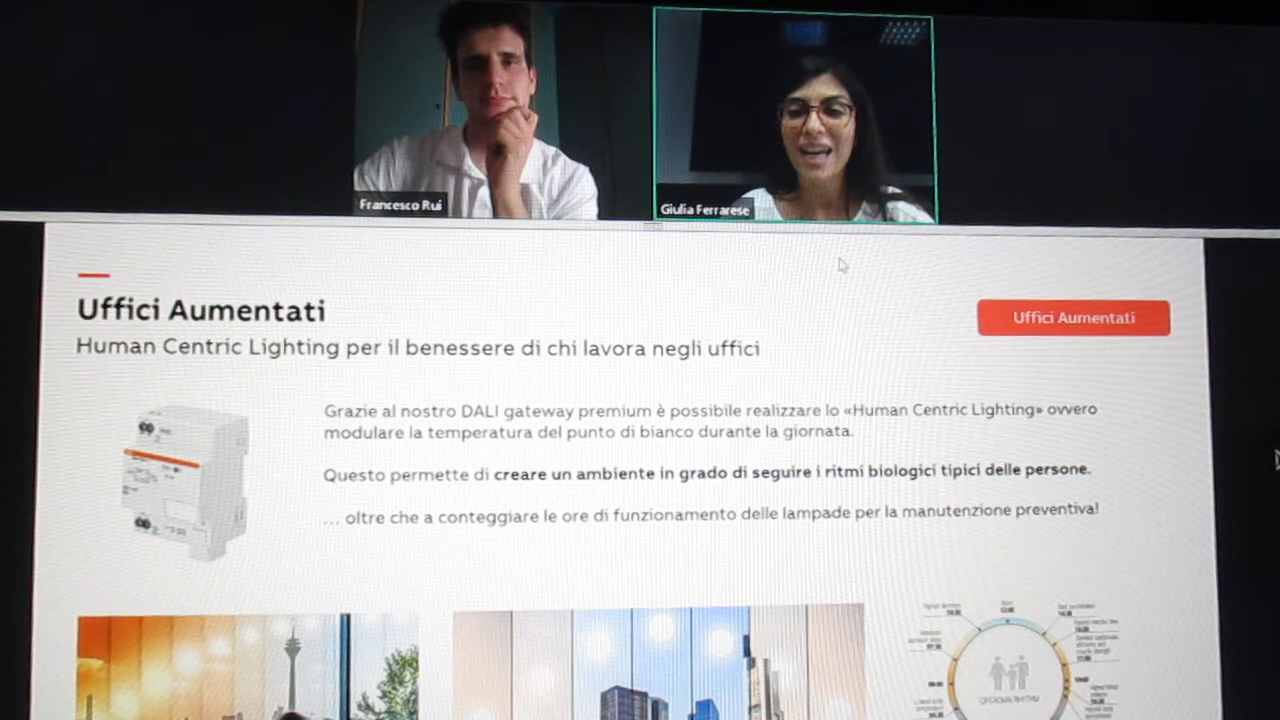 Francesco Rui
Giulia Ferrarese
Uffici Aumentati
Uffici Aumentati
Human Centric Lighting per il benessere di chi lavora negli uffici
Grazie al nostro DALI gateway premium è possibile realizzare lo «Human Centric Lighting» ovvero
modulare la temperatura del punto di bianco durante la giornata.
Questo permette di creare un ambiente in grado di seguire i ritmi biologici tipici delle persone.
... oltre che a conteggiare le ore di funzionamento delle lampade per la manutenzione preventiva!
CIRCADIAN RHYTHM